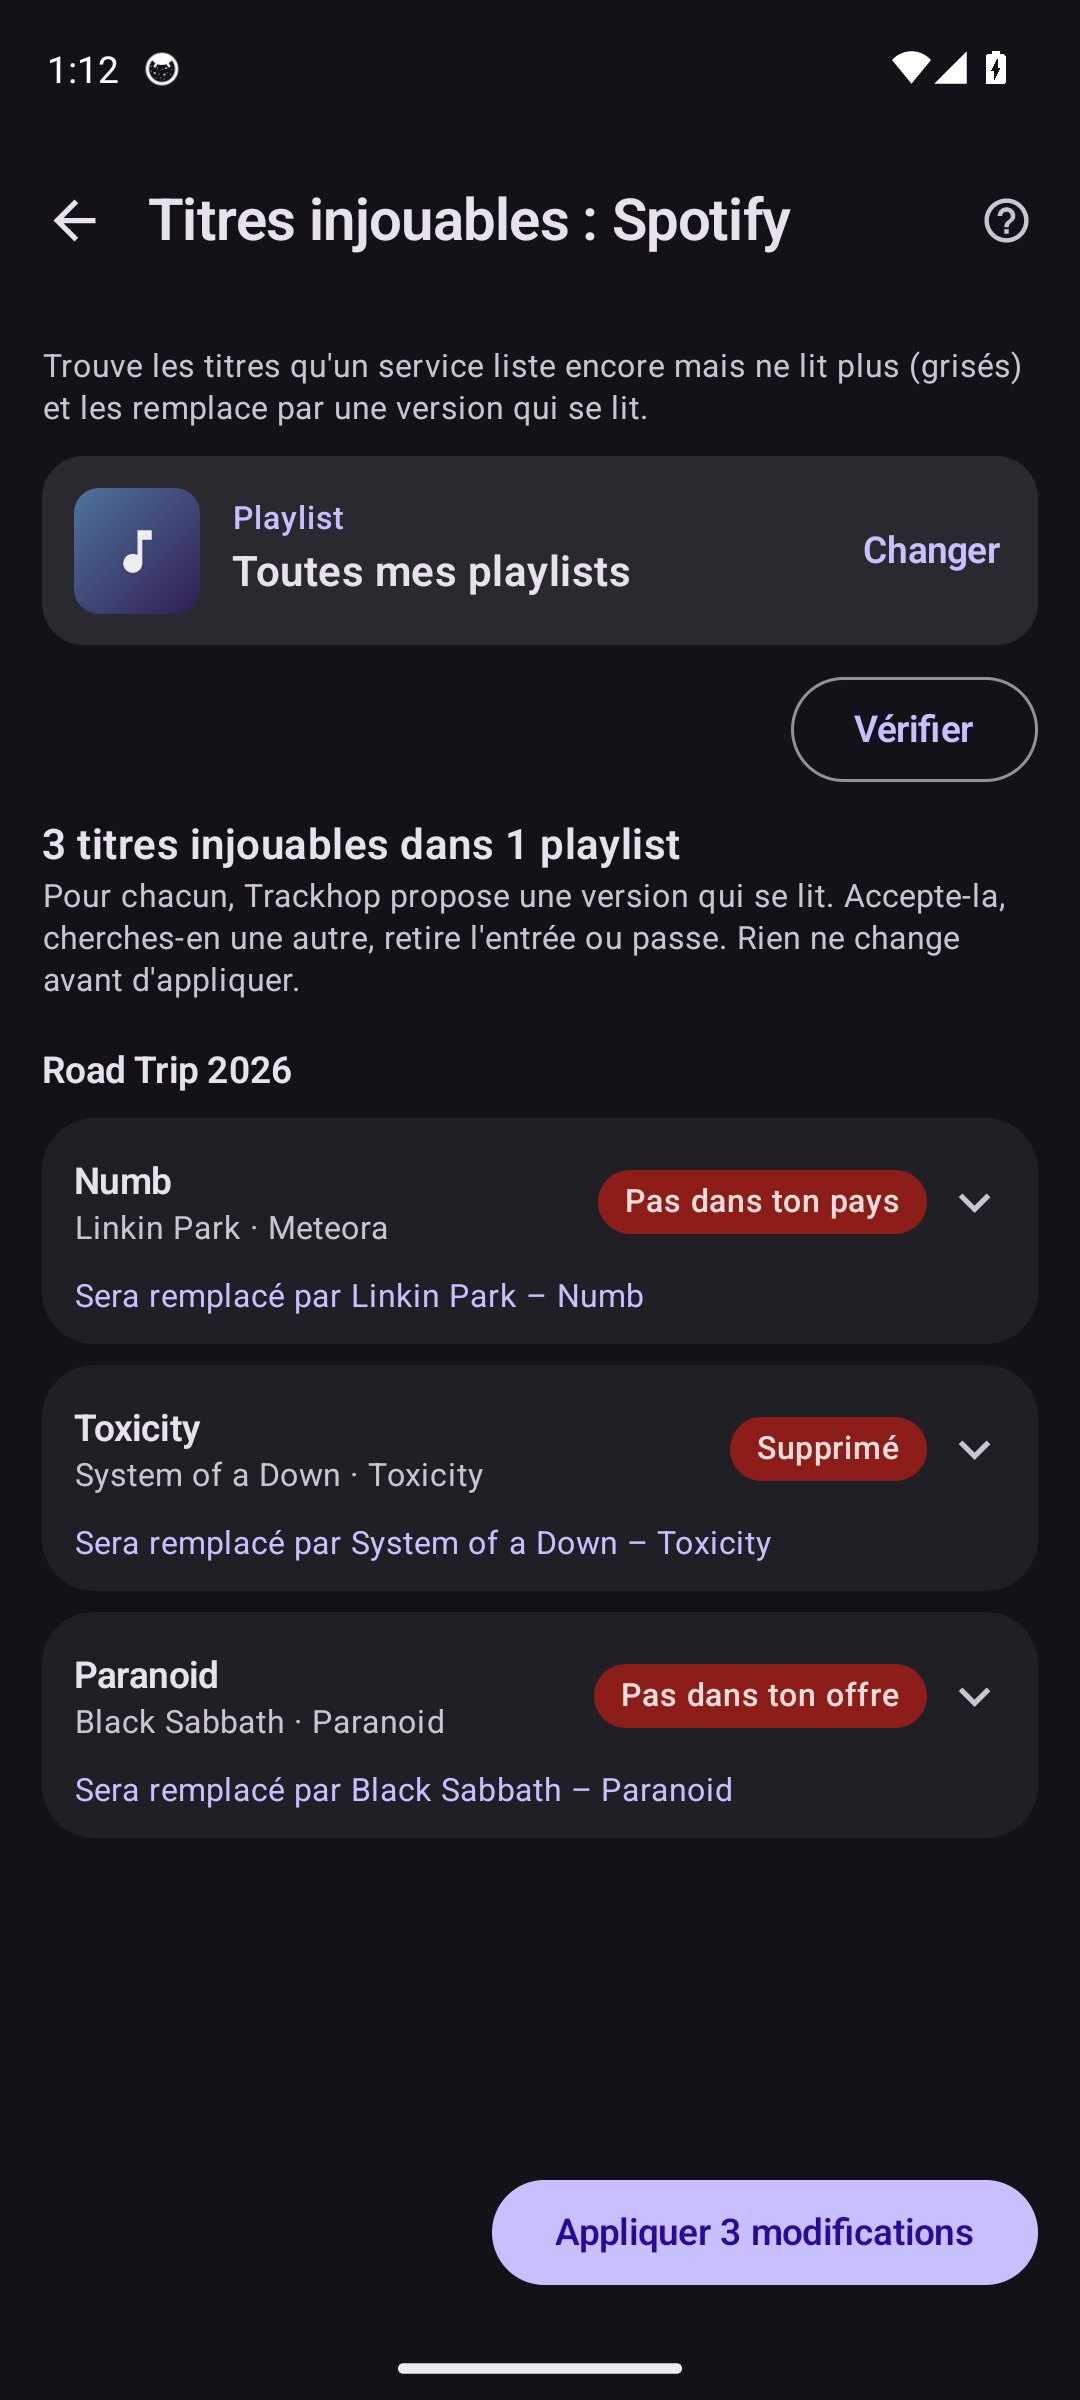 1:12
Titres injouables : Spotify
Trouve les titres qu'un service liste encore mais ne lit plus (grisés)
et les remplace par une version qui se lit.
Playlist
Toutes mes playlists
Changer
Vérifier
3 titres injouables dans 1 playlist
Pour chacun, Trackhop propose une version qui se lit. Accepte-la,
cherches-en une autre, retire l'entrée ou passe. Rien ne change
avant d'appliquer.
Road Trip 2026
Numb
Linkin Park · Meteora
Pas dans ton pays
Sera remplacé par Linkin Park – Numb
Toxicity
System of a Down · Toxicity
Supprimé
Sera remplacé par System of a Down – Toxicity
Paranoid
Black Sabbath · Paranoid
Pas dans ton offre
Sera remplacé par Black Sabbath – Paranoid
Appliquer 3 modifications